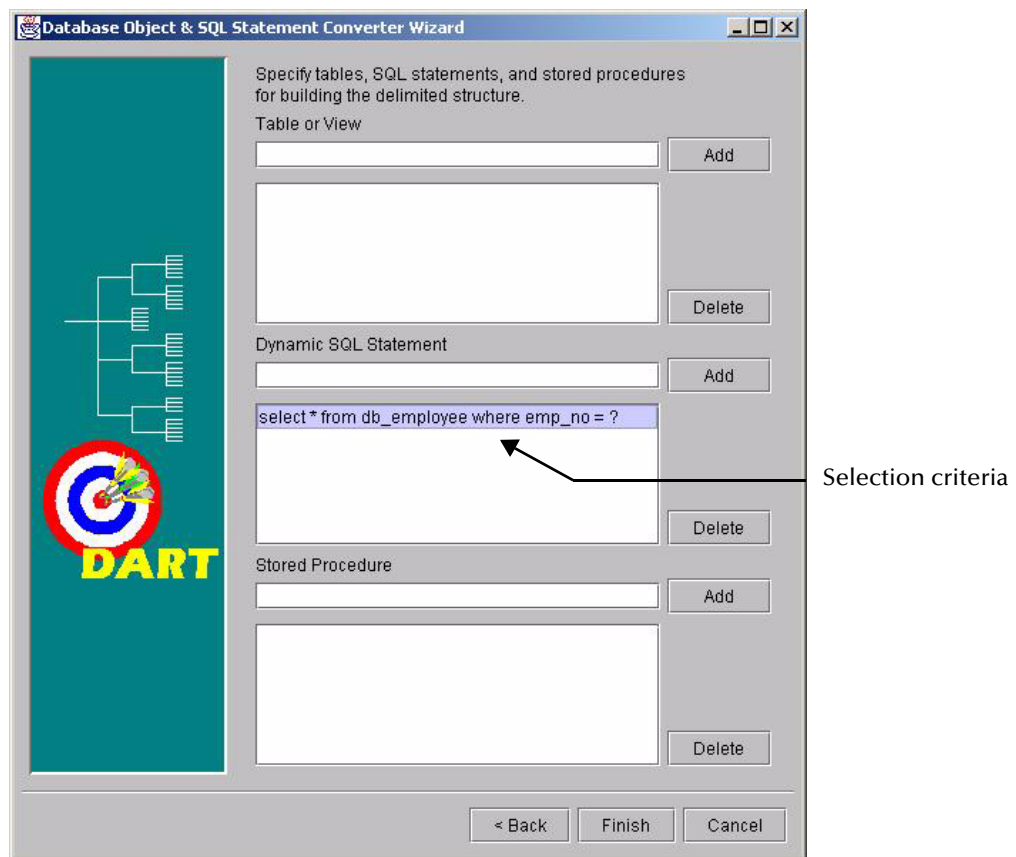 Database Object & SQL Statement Converter Wizard
Specify tables, SQL statements, and stored procedures
for building the delimited structure.
Table or View
Add
Delete
Dynamic SQL Statement
Add
select * from db_employee where emp_no = ?
Selection criteria
Delete
DART
Stored Procedure
Add
Delete
< Back
Finish
Cancel